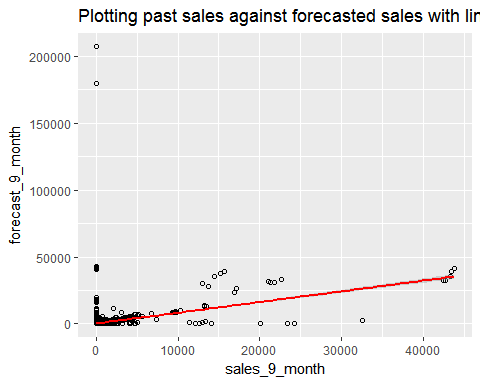 Plotting past sales against forecasted sales with lin
200000
150000
100000
50000
0
forecast_9_month
0 10000 20000 30000 40000
sales_9_month